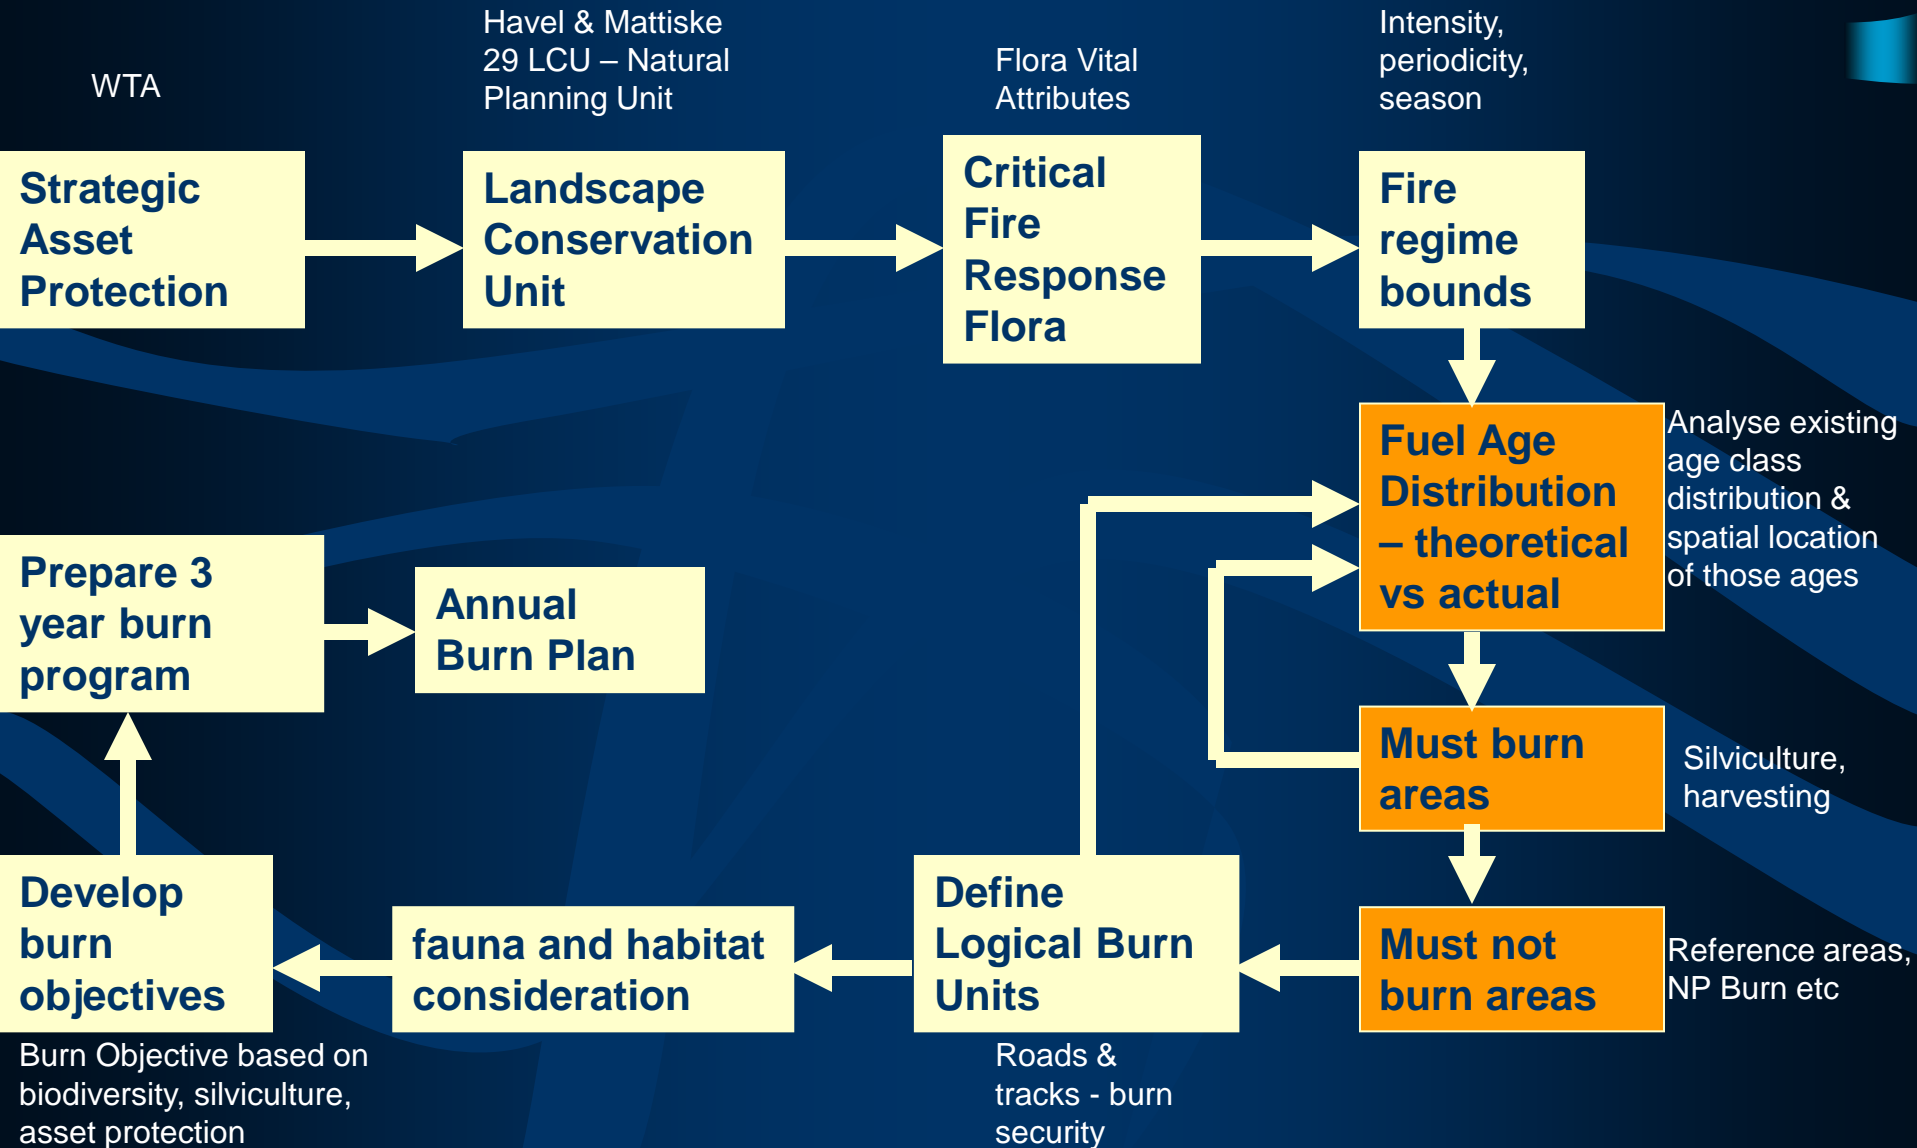 WTA
Havel & Mattiske
29 LCU – Natural
Planning Unit
Flora Vital
Attributes
Intensity,
periodicity,
season
Strategic
Asset
Protection
Landscape
Conservation
Unit
Critical
Fire
Response
Flora
Fire
regime
bounds
Fuel Age
Distribution
– theoretical
vs actual
Analyse existing
age class
distribution &
spatial location
of those ages
Prepare 3
year burn
program
Annual
Burn Plan
Must burn
areas
Silviculture,
harvesting
Develop
burn
objectives
fauna and habitat
consideration
Define
Logical Burn
Units
Must not
burn areas
Reference areas,
NP Burn etc
Burn Objective based on
biodiversity, silviculture,
asset protection
Roads &
tracks - burn
security